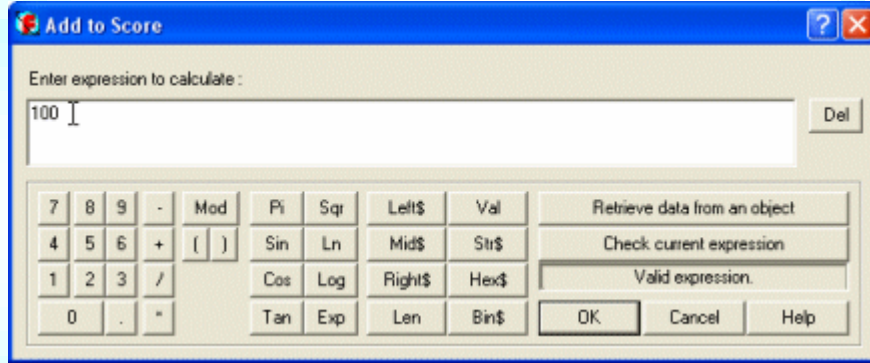 Add to Score
Enter expression to calculate :
100
Del
7 8 9 - Mod Pi Sqr Left$ Val Retrieve data from an object
4 5 6 + ( ) Sin Ln Mid$ Str$ Check current expression
1 2 3 / Cos Log Right$ Hex$ Valid expression.
0 . * Tan Exp Len Bin$ OK Cancel Help